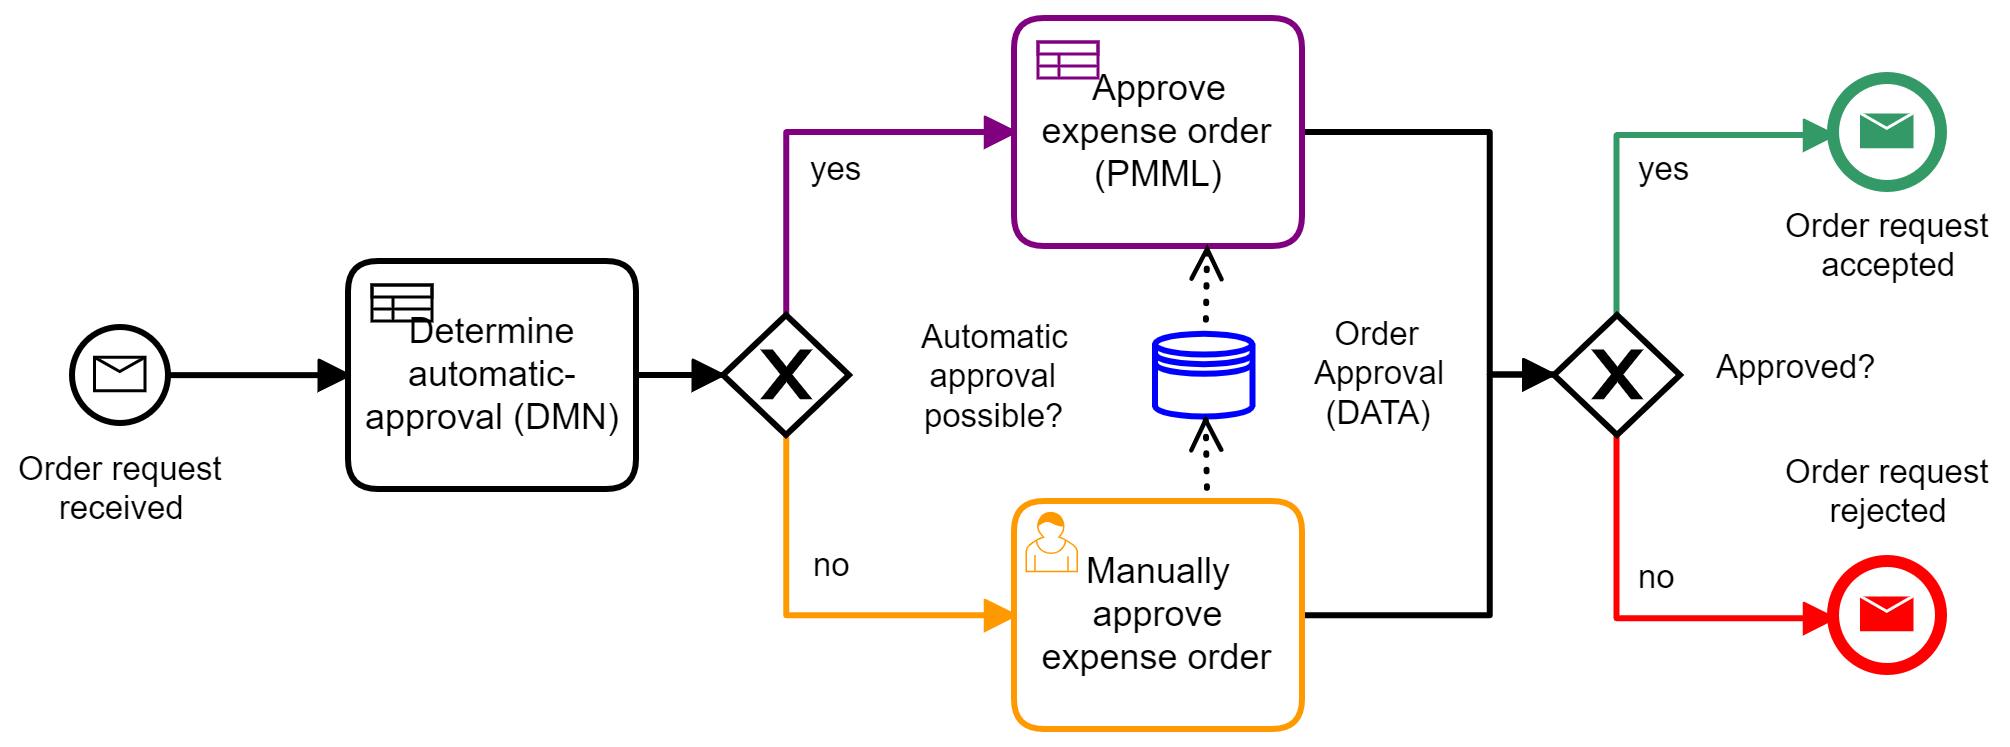 Order request
received
Determine
automatic-
approval (DMN)
yes
no
Automatic
approval
possible?
Approve
expense order
(PMML)
Order
Approval
(DATA)
Manually
approve
expense order
yes
no
Approved?
Order request
accepted
Order request
rejected